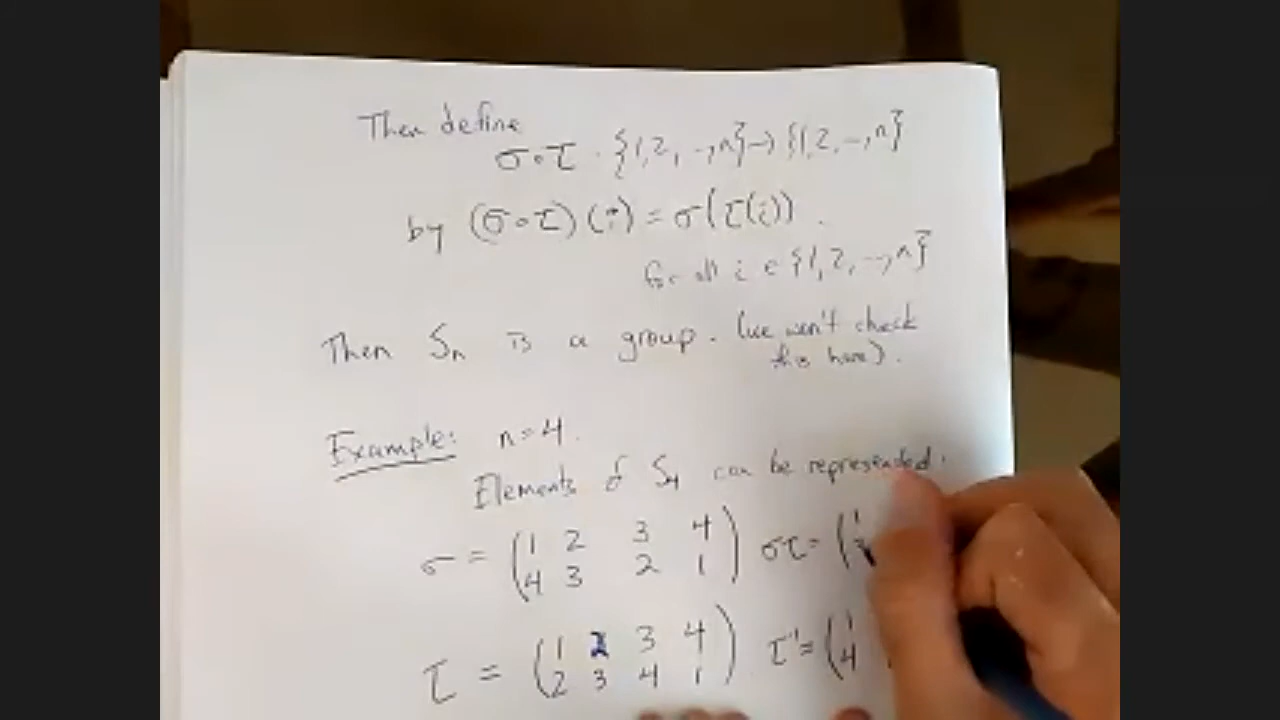 Then define
σ∘τ : {1,2, -,n} → {1,2, -,n}
by (σ∘τ)(i) = σ(τ(i)).
for all i ∈ {1,2, -,n}
Then Sn is a group. (we won't check
this here).
Example: n=4.
Elements of S4 can be represented.
σ = (1 2 3 4) στ = (1
4 3 2 1
τ = (1 2 3 4) τ⁻¹ = (1
2 3 4 1 4